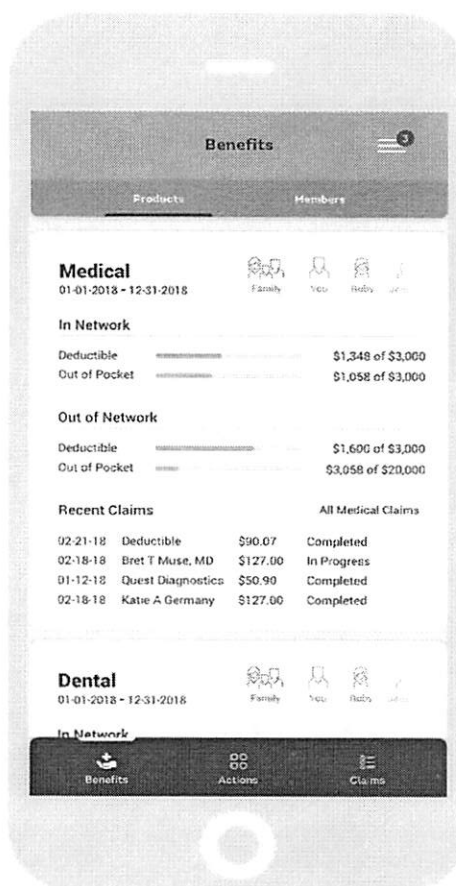 Benefits
3
Products Members
Medical
01-01-2018 - 12-31-2018
Family You Ruby
In Network
Deductible $1,348 of $3,000
Out of Pocket $1,058 of $3,000
Out of Network
Deductible $1,600 of $3,000
Out of Pocket $3,058 of $20,000
Recent Claims All Medical Claims
02-21-18 Deductible $90.07 Completed
02-18-18 Bret T Muse, MD $127.00 In Progress
01-12-18 Quest Diagnostics $50.90 Completed
02-18-18 Katie A Germany $127.00 Completed
Dental
01-01-2018 - 12-31-2018
Family You Ruby
In Network
Benefits Actions Claims